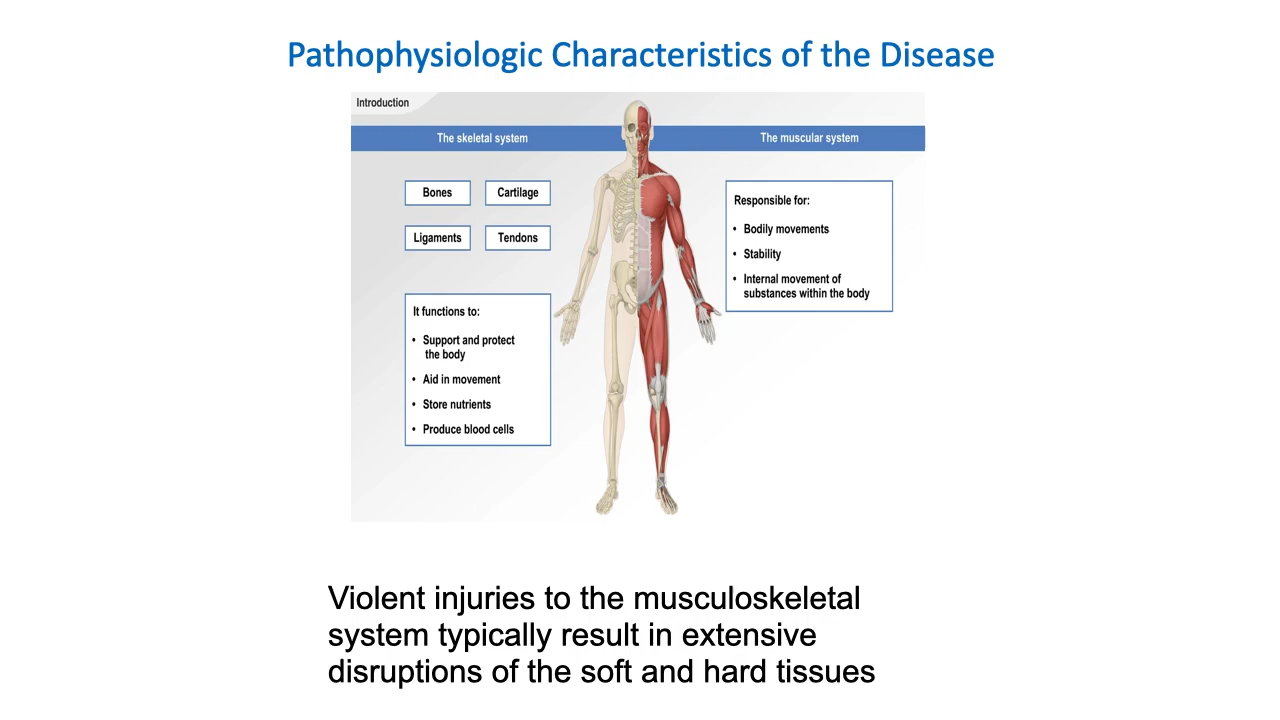 Pathophysiologic Characteristics of the Disease
Introduction
The skeletal system
Bones
Cartilage
Ligaments
Tendons
It functions to:
• Support and protect
the body
• Aid in movement
• Store nutrients
• Produce blood cells
The muscular system
Responsible for:
• Bodily movements
• Stability
• Internal movement of
substances within the body
Violent injuries to the musculoskeletal
system typically result in extensive
disruptions of the soft and hard tissues